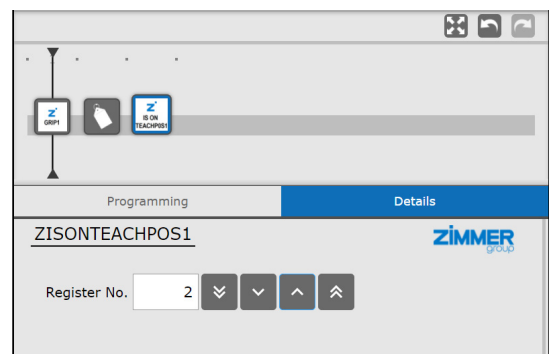 Z
GRIP1
Z
IS ON
TEACHPOS1
Programming
Details
ZISONTEACHPOS1
ZIMMER
group
Register No.
2